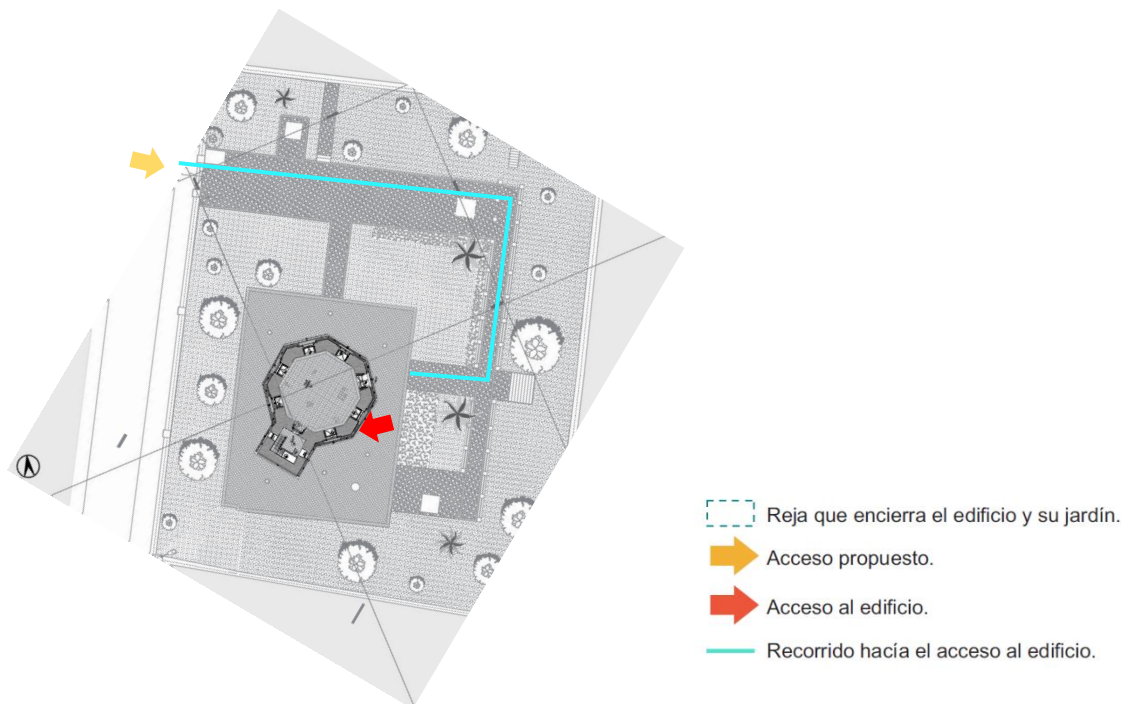 Reja que encierra el edificio y su jardín.
Acceso propuesto.
Acceso al edificio.
Recorrido hacía el acceso al edificio.